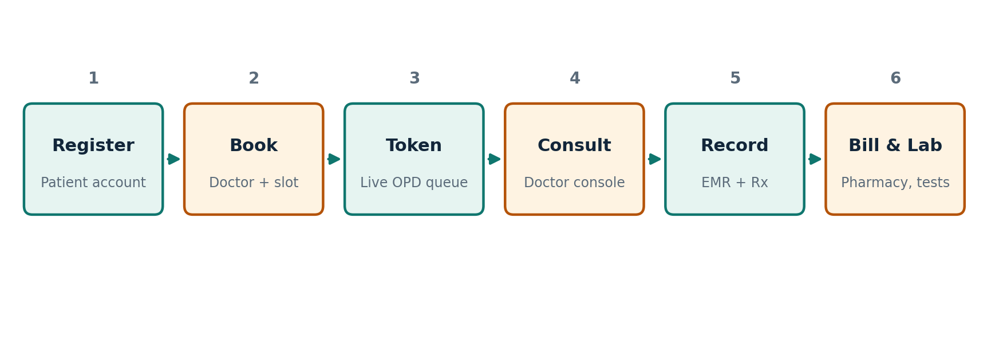 1
Register
Patient account
2
Book
Doctor + slot
3
Token
Live OPD queue
4
Consult
Doctor console
5
Record
EMR + Rx
6
Bill & Lab
Pharmacy, tests